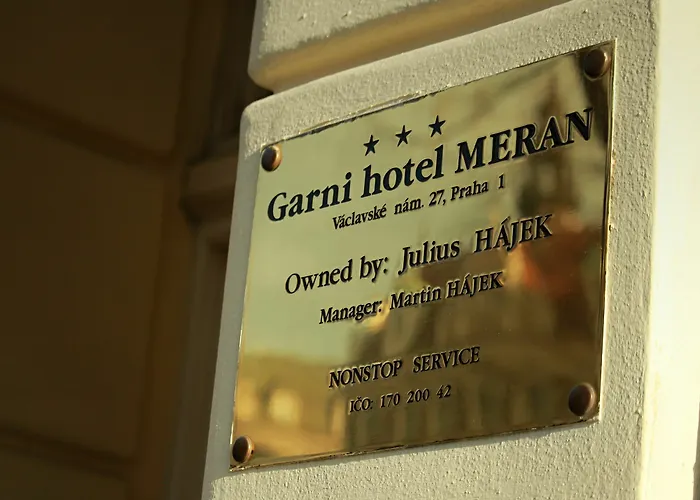 ★ ★ ★
Garni hotel MERAN
Václavské nám. 27, Praha 1
Owned by: Julius HÁJEK
Manager: Martin HÁJEK
NONSTOP SERVICE
IČO: 170 200 42